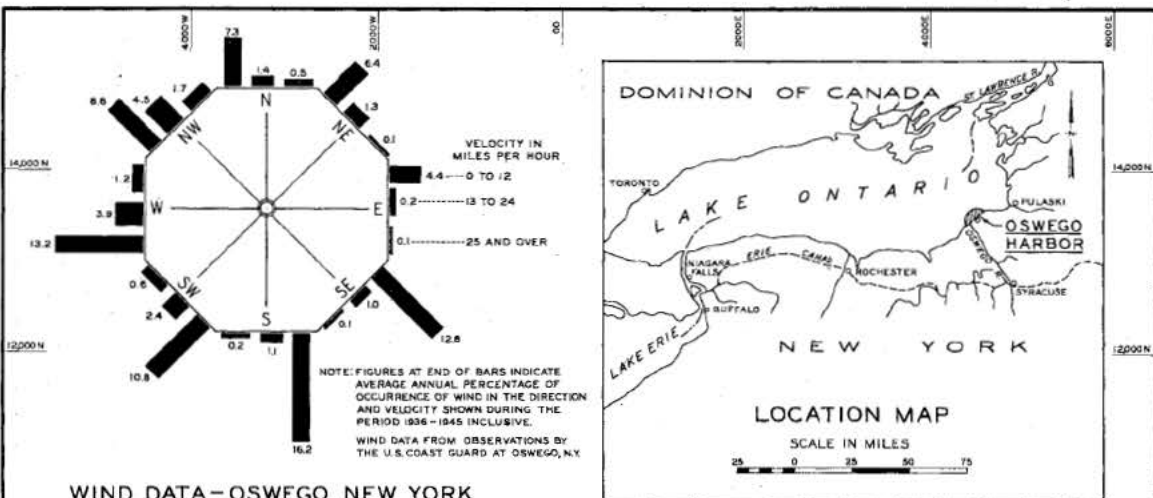 4000W
2000W
00
2000E
4000E
6000E
14,000 N
12,000 N
7.3
1.4
0.5
N
6.4
1.3
0.1
NE
VELOCITY IN
MILES PER HOUR
4.4 0 TO 12
0.2 13 TO 24
0.1 25 AND OVER
E
SE
1.0
0.1
12.8
S
0.2
1.1
16.2
SW
0.6
2.4
10.8
W
1.2
3.9
13.2
NW
4.5
1.7
NOTE: FIGURES AT END OF BARS INDICATE
AVERAGE ANNUAL PERCENTAGE OF
OCCURRENCE OF WIND IN THE DIRECTION
AND VELOCITY SHOWN DURING THE
PERIOD 1936-1945 INCLUSIVE.
WIND DATA FROM OBSERVATIONS BY
THE U.S. COAST GUARD AT OSWEGO, N.Y.
WIND DATA-OSWEGO NEW YORK
DOMINION OF CANADA
ST LAWRENCE R.
TORONTO
LAKE ONTARIO
PULASKI
OSWEGO
HARBOR
OSWEGO R.
NIAGARA
FALLS
ERIE CANAL
ROCHESTER
SYRACUSE
BUFFALO
LAKE ERIE
NEW YORK
LOCATION MAP
SCALE IN MILES
25 0 25 50 75
14,000 N
12,000 N